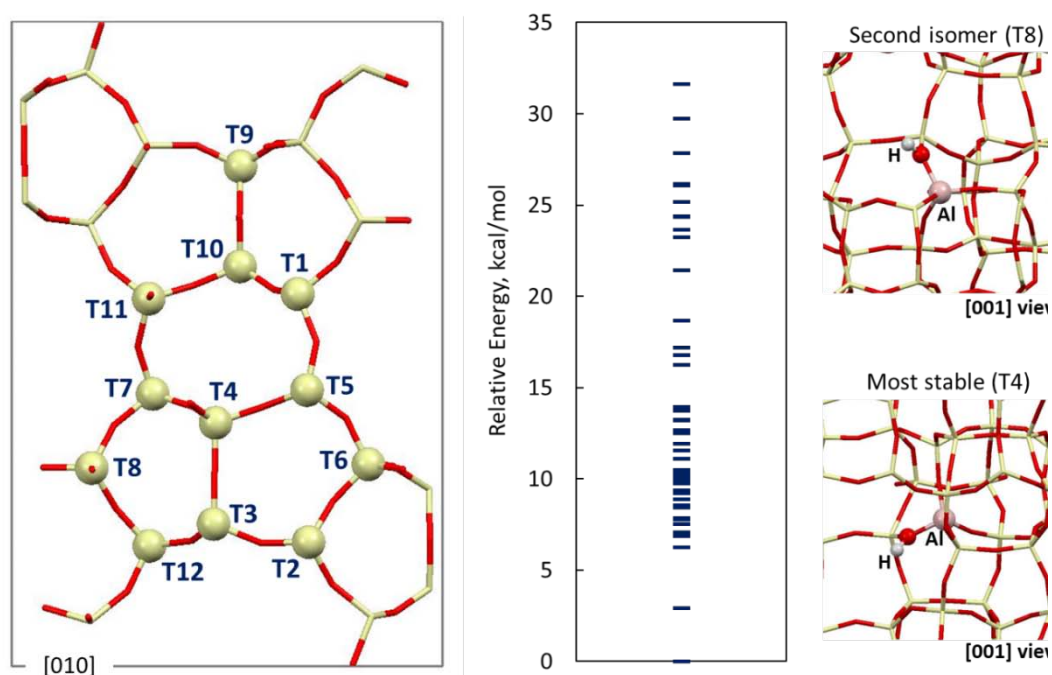 T9
T10
T1
T11
T7
T4
T5
T8
T6
T3
T12
T2
[010]
Relative Energy, kcal/mol
35
30
25
20
15
10
5
0
Second isomer (T8)
H
Al
[001] view
Most stable (T4)
Al
H
[001] view